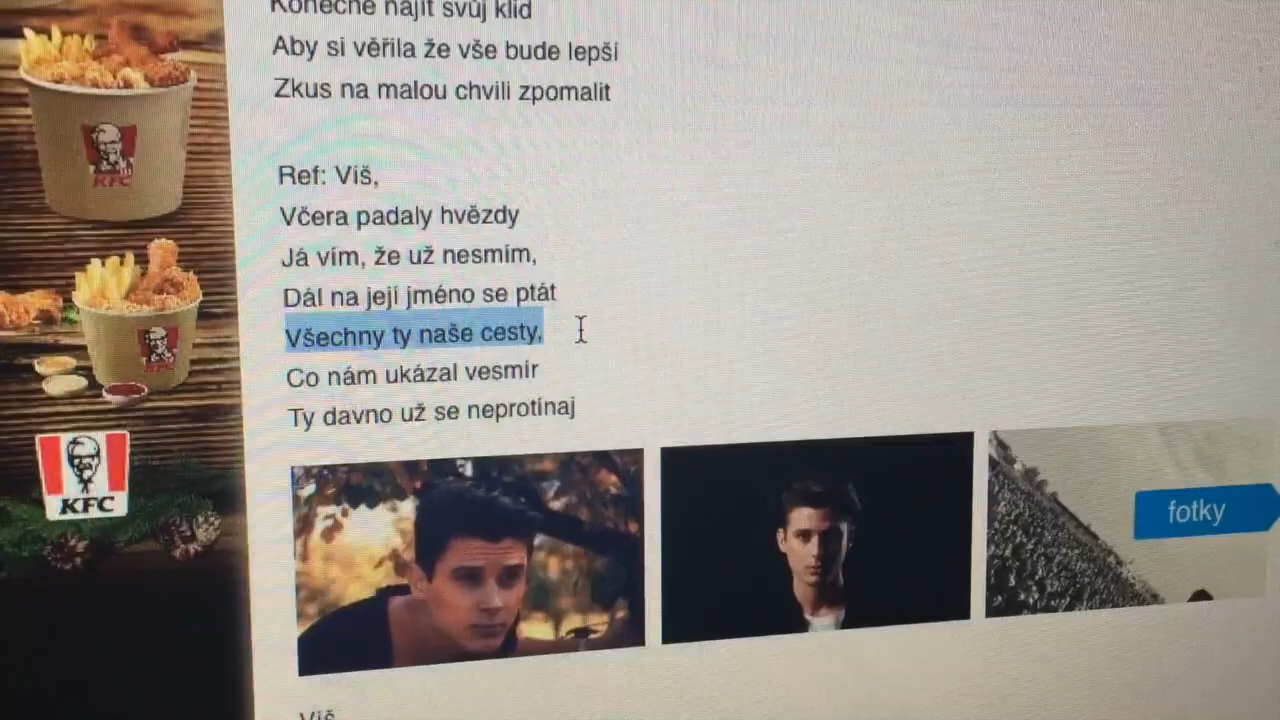 Konečně najít svůj klid
Aby si věřila že vše bude lepší
Zkus na malou chvili zpomalit
Ref: Víš,
Včera padaly hvězdy
Já vím, že už nesmím,
Dál na její jméno se ptát
Všechny ty naše cesty,
Co nám ukázal vesmír
Ty davno už se neprotínaj
KFC
KFC
KFC
fotky
Víš